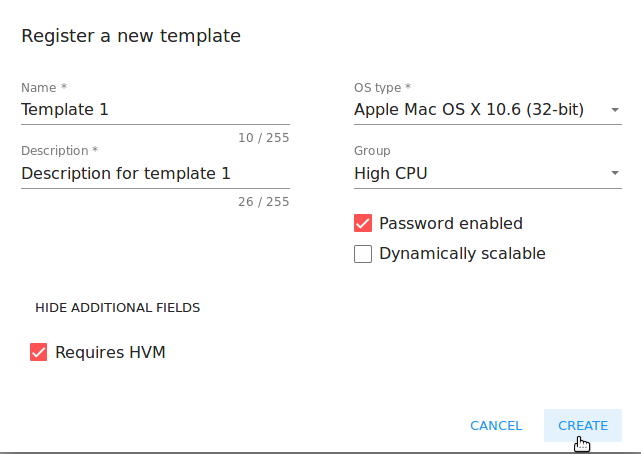 Register a new template
Name *
Template 1
10 / 255
Description *
Description for template 1
26 / 255
OS type *
Apple Mac OS X 10.6 (32-bit)
Group
High CPU
Password enabled
Dynamically scalable
HIDE ADDITIONAL FIELDS
Requires HVM
CANCEL
CREATE